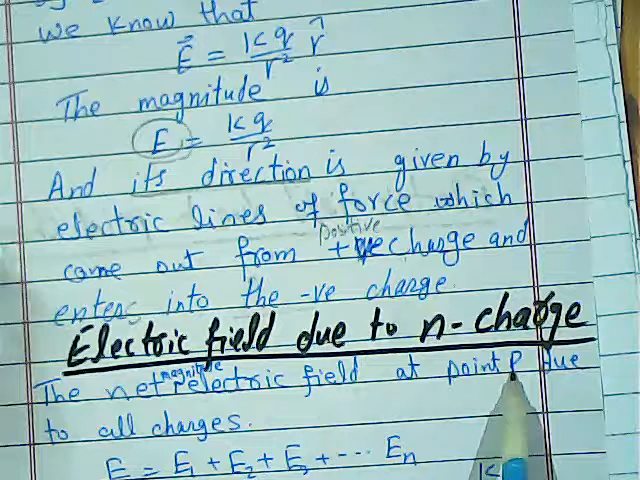 We know that
E⃗ = Kq/r² r̂
The magnitude is
E = Kq/r²
And its direction is given by
electric lines of force which
come out from positive +ve charge and
enters into the -ve charge.
Electric field due to n-charge
The net magnitude electric field at point P due
to all charges.
E = E₁ + E₂ + E₃ + --- Eₙ